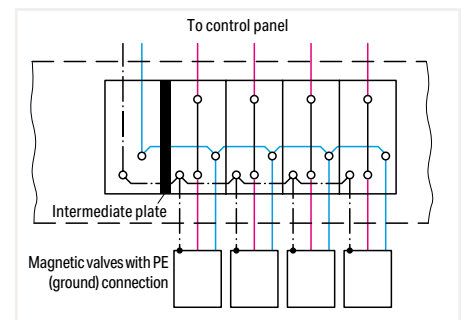 To control panel
Intermediate plate
Magnetic valves with PE
(ground) connection